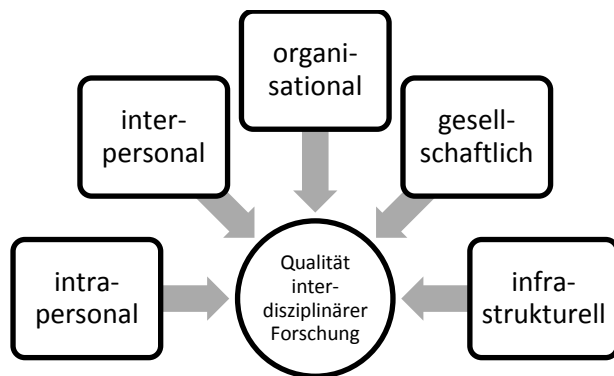 organi-
sational
inter-
personal
gesell-
schaftlich
intra-
personal
Qualität
inter-
disziplinärer
Forschung
infra-
strukturell